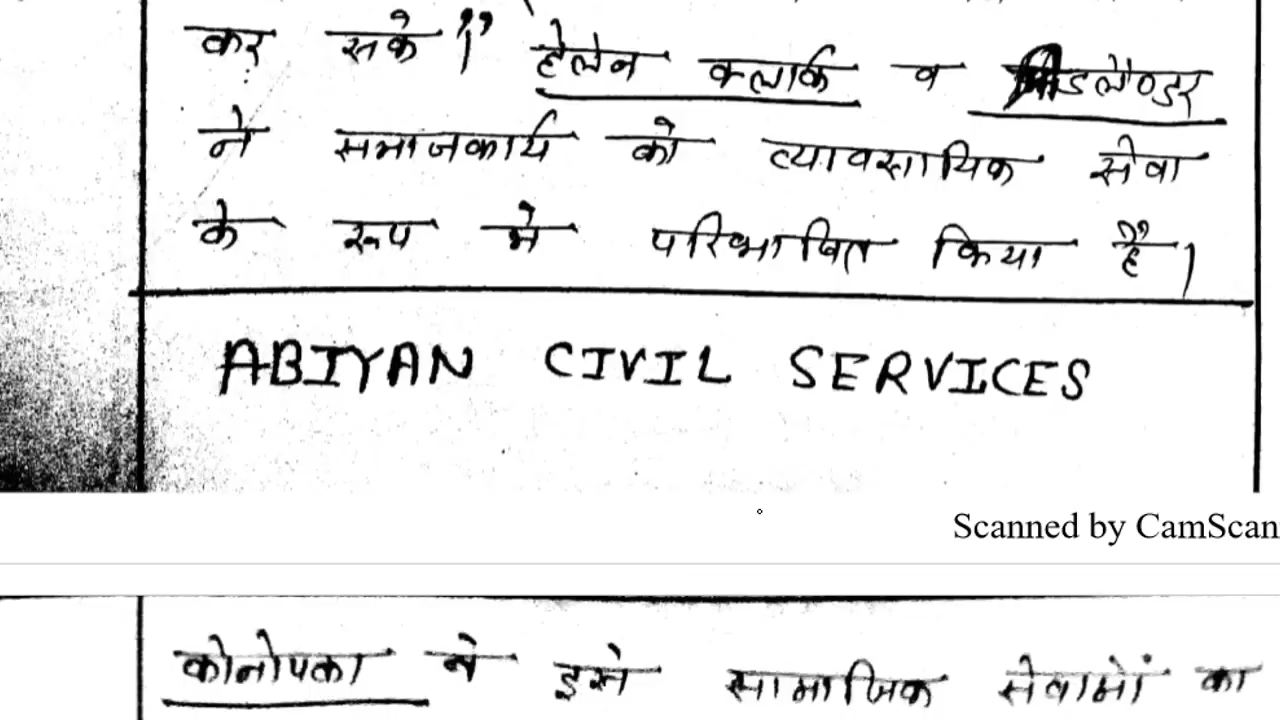 कर सके।" हेलेन क्लार्क व फ्रीडलैण्डर
ने समाजकार्य को व्यावसायिक सेवा
के रूप मे परिभाषित किया है।
ABIYAN CIVIL SERVICES
Scanned by CamScan
कोनोपका ने इसे सामाजिक सेवाओं का